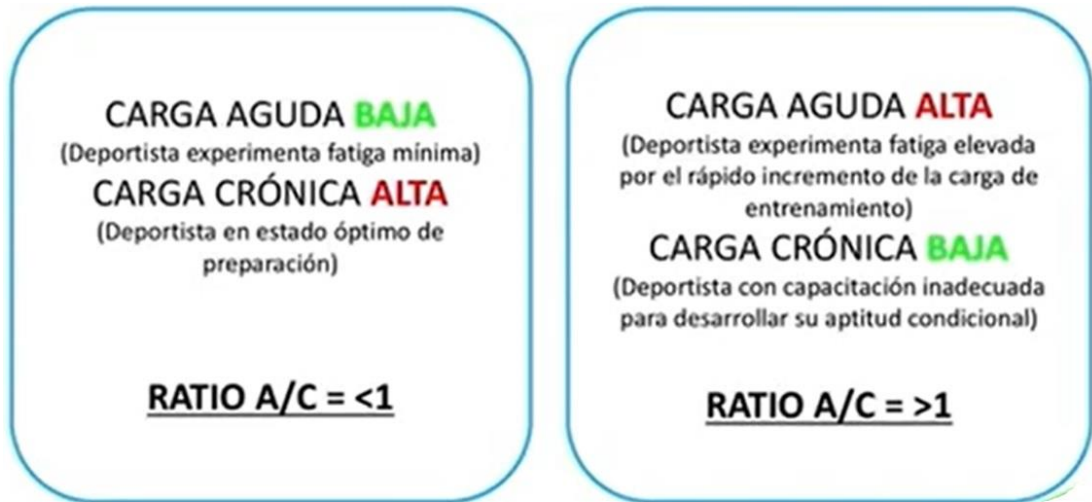 CARGA AGUDA BAJA
(Deportista experimenta fatiga mínima)
CARGA CRÓNICA ALTA
(Deportista en estado óptimo de
preparación)
RATIO A/C = <1
CARGA AGUDA ALTA
(Deportista experimenta fatiga elevada
por el rápido incremento de la carga de
entrenamiento)
CARGA CRÓNICA BAJA
(Deportista con capacitación inadecuada
para desarrollar su aptitud condicional)
RATIO A/C = >1